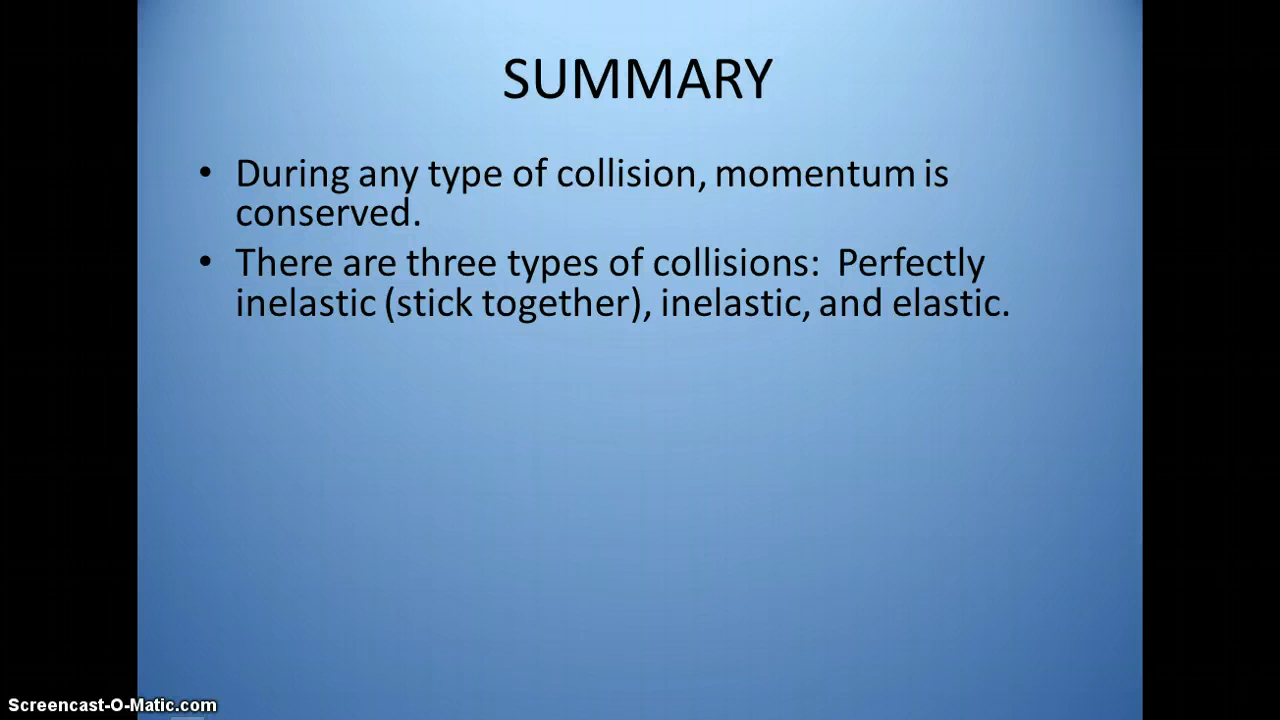 SUMMARY
• During any type of collision, momentum is
conserved.
• There are three types of collisions:  Perfectly
inelastic (stick together), inelastic, and elastic.
Screencast-O-Matic.com